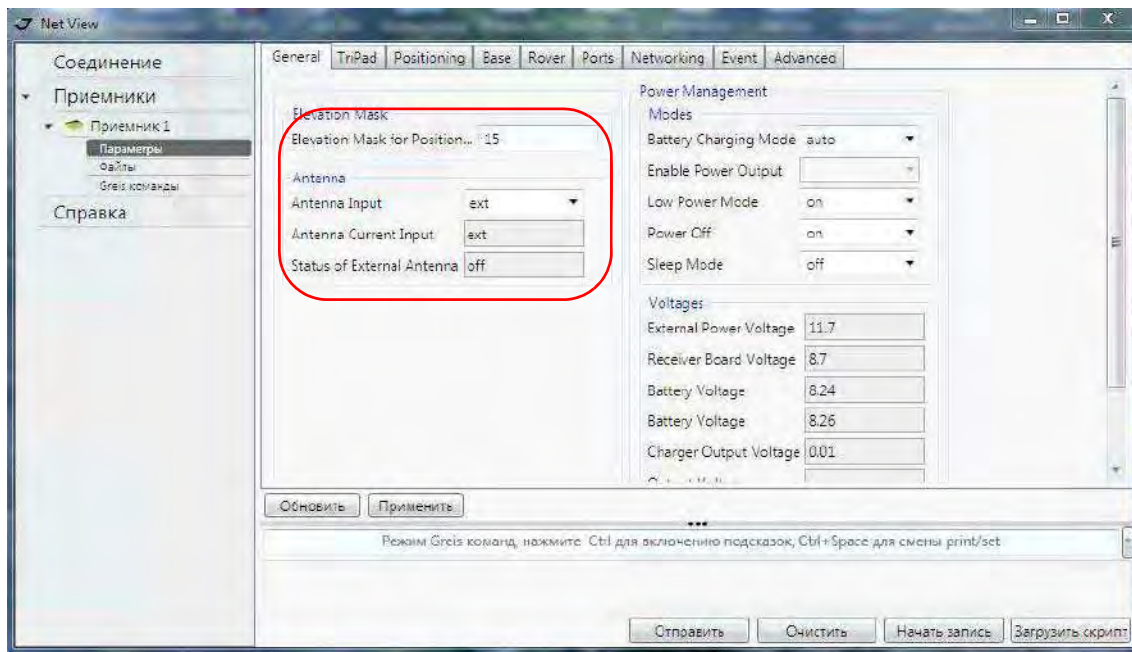 Net View
Соединение
Приемники
Приемник 1
Параметры
Файлы
Greis команды
Справка
General TriPad Positioning Base Rover Ports Networking Event Advanced
Elevation Mask
Elevation Mask for Position... 15
Antenna
Antenna Input ext
Antenna Current Input ext
Status of External Antenna off
Power Management
Modes
Battery Charging Mode auto
Enable Power Output
Low Power Mode on
Power Off on
Sleep Mode off
Voltages
External Power Voltage 11.7
Receiver Board Voltage 8.7
Battery Voltage 8.24
Battery Voltage 8.26
Charger Output Voltage 0.01
Обновить Применить
Режим Greis команд, нажмите Ctrl для включению подсказок, Ctrl+Space для смены print/set
Отправить Очистить Начать запись Загрузить скрипт